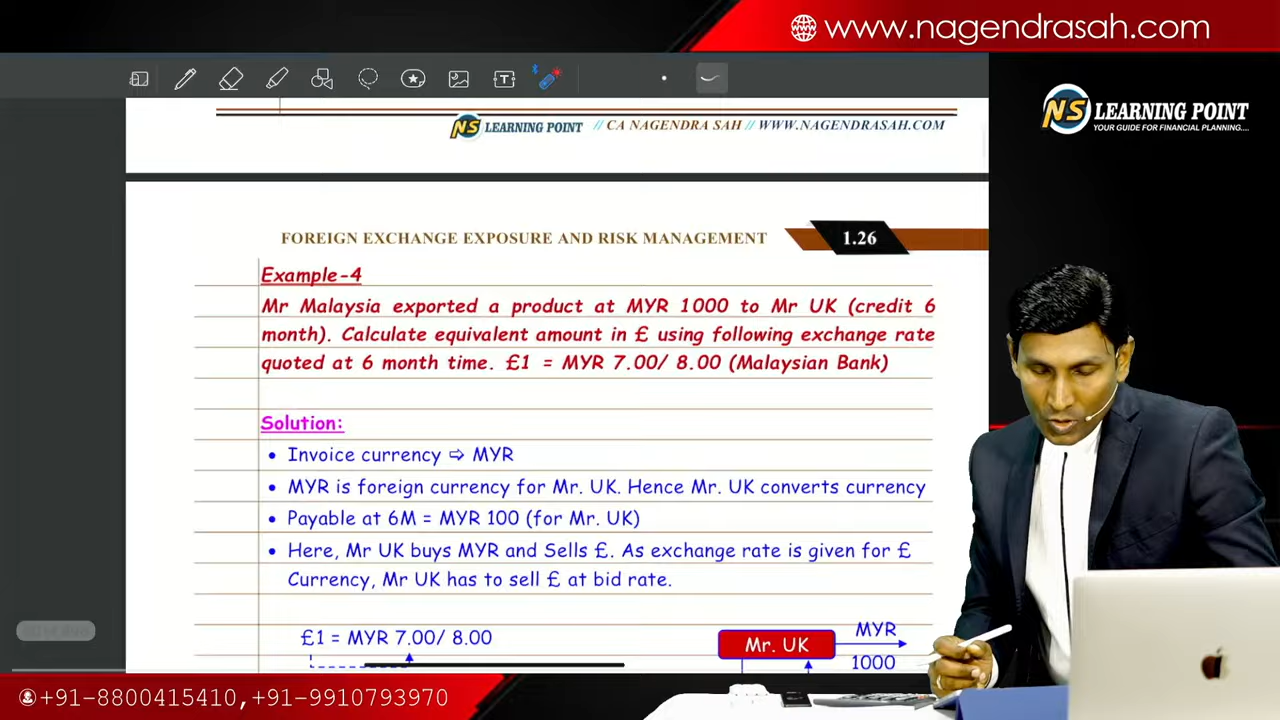 www.nagendrasah.com
NS LEARNING POINT // CA NAGENDRA SAH // WWW.NAGENDRASAH.COM
NS LEARNING POINT
YOUR GUIDE FOR FINANCIAL PLANNING....
FOREIGN EXCHANGE EXPOSURE AND RISK MANAGEMENT 1.26
Example-4
Mr Malaysia exported a product at MYR 1000 to Mr UK (credit 6
month). Calculate equivalent amount in £ using following exchange rate
quoted at 6 month time. £1 = MYR 7.00/ 8.00 (Malaysian Bank)
Solution:
• Invoice currency ⇨ MYR
• MYR is foreign currency for Mr. UK. Hence Mr. UK converts currency
• Payable at 6M = MYR 100 (for Mr. UK)
• Here, Mr UK buys MYR and Sells £. As exchange rate is given for £
Currency, Mr UK has to sell £ at bid rate.
£1 = MYR 7.00/ 8.00
Mr. UK
MYR
1000
+91-8800415410,+91-9910793970